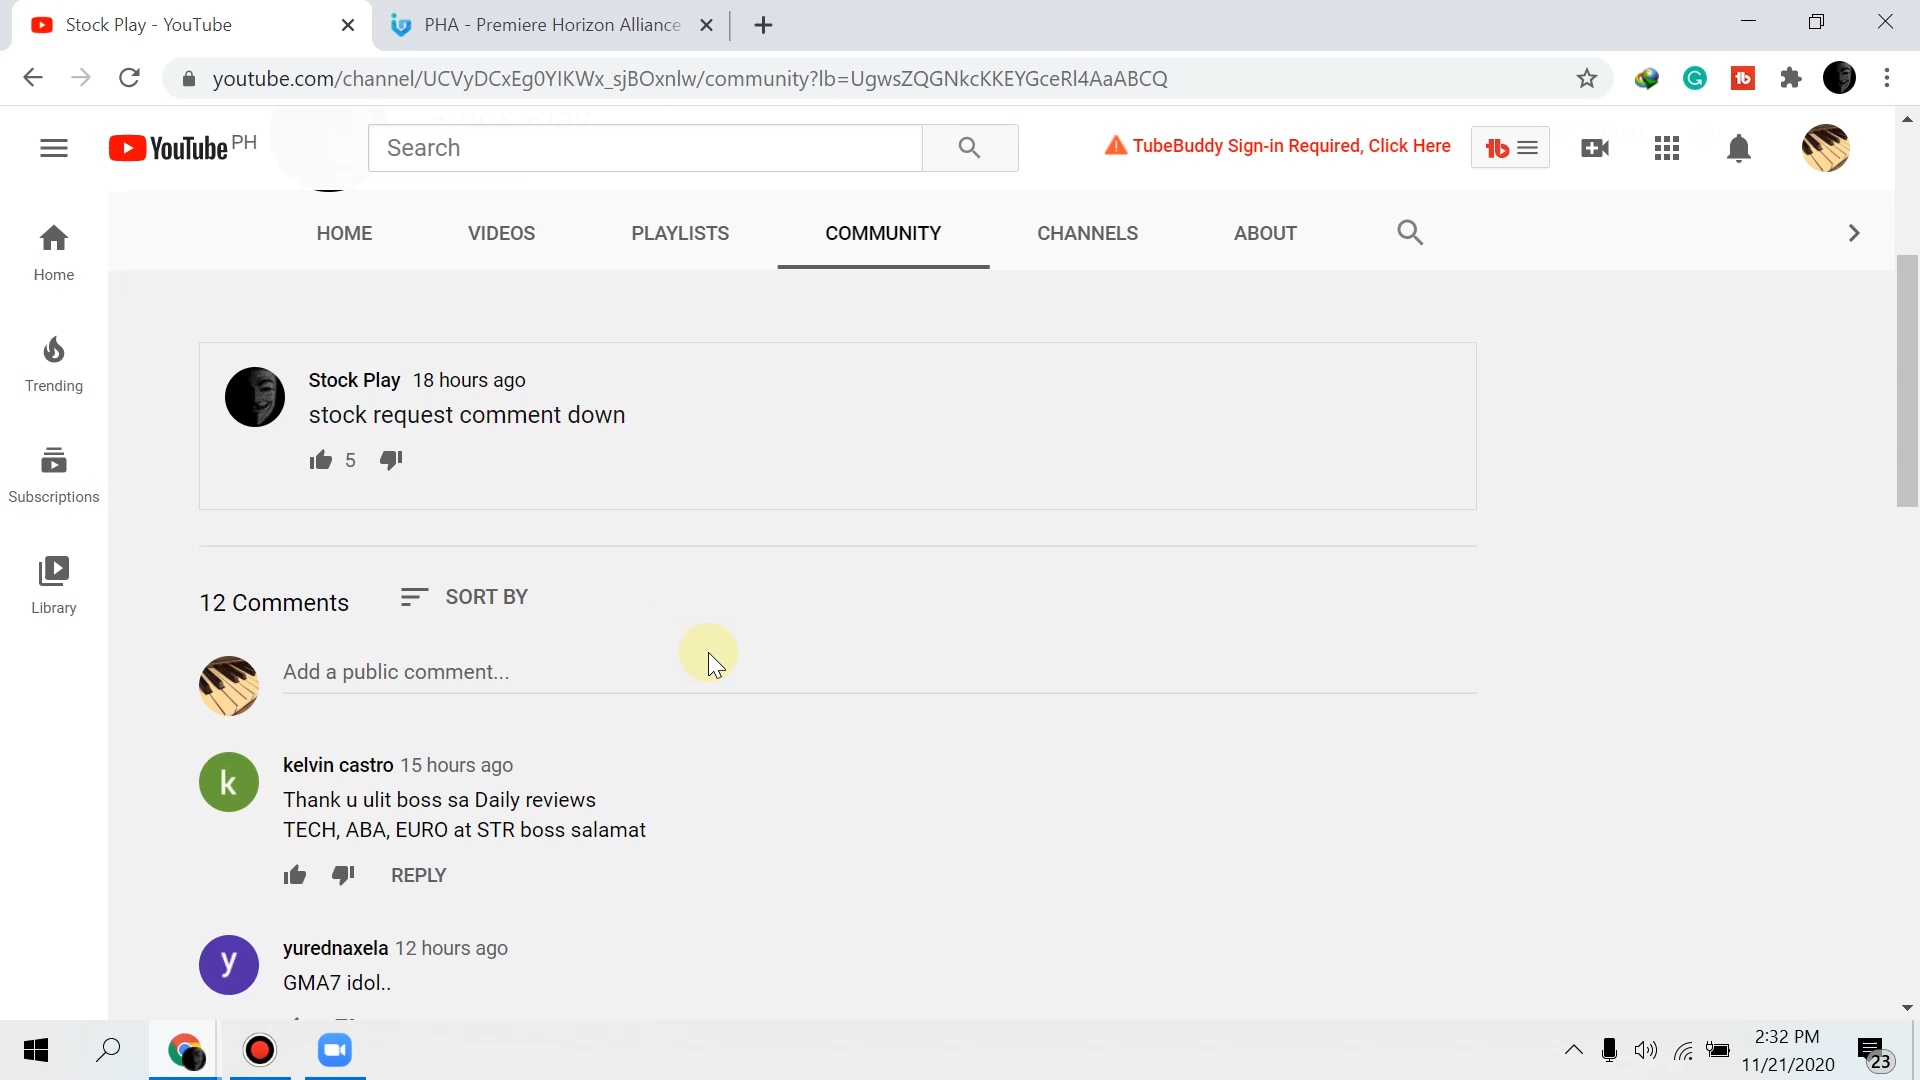 Stock Play - YouTube
PHA - Premiere Horizon Alliance
youtube.com/channel/UCVyDCxEg0YIKWx_sjBOxnlw/community?lb=UgwsZQGNkcKKEYGceRl4AaABCQ
YouTube PH
Search
TubeBuddy Sign-in Required, Click Here
HOME VIDEOS PLAYLISTS COMMUNITY CHANNELS ABOUT
Home
Trending
Subscriptions
Library
Stock Play 18 hours ago
stock request comment down
5
12 Comments SORT BY
Add a public comment...
k
kelvin castro 15 hours ago
Thank u ulit boss sa Daily reviews
TECH, ABA, EURO at STR boss salamat
REPLY
y
yurednaxela 12 hours ago
GMA7 idol..
2:32 PM
11/21/2020
23